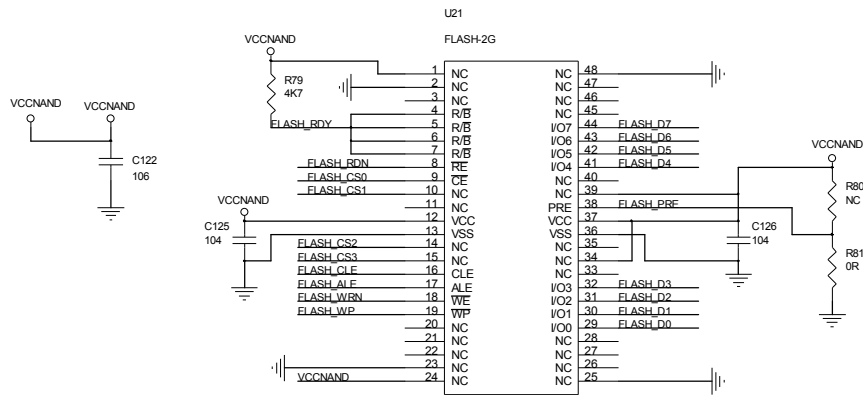 U21
FLASH-2G
VCCNAND
R79
4K7
FLASH_RDY
VCCNAND
VCCNAND
C122
106
1 NC NC 48
2 NC NC 47
3 NC NC 46
4 R/B NC 45
5 R/B I/O7 44 FLASH_D7
6 R/B I/O6 43 FLASH_D6
7 R/B I/O5 42 FLASH_D5
FLASH_RDN 8 RE I/O4 41 FLASH_D4
FLASH_CS0 9 CE NC 40
FLASH_CS1 10 NC NC 39
11 NC PRE 38 FLASH_PRE
12 VCC VCC 37
13 VSS VSS 36
FLASH_CS2 14 NC NC 35
FLASH_CS3 15 NC NC 34
FLASH_CLE 16 CLE NC 33
FLASH_ALE 17 ALE I/O3 32 FLASH_D3
FLASH_WRN 18 WE I/O2 31 FLASH_D2
FLASH_WP 19 WP I/O1 30 FLASH_D1
20 NC I/O0 29 FLASH_D0
21 NC NC 28
22 NC NC 27
23 NC NC 26
VCCNAND 24 NC NC 25
VCCNAND
C125
104
VCCNAND
R80
NC
C126
104
R81
0R